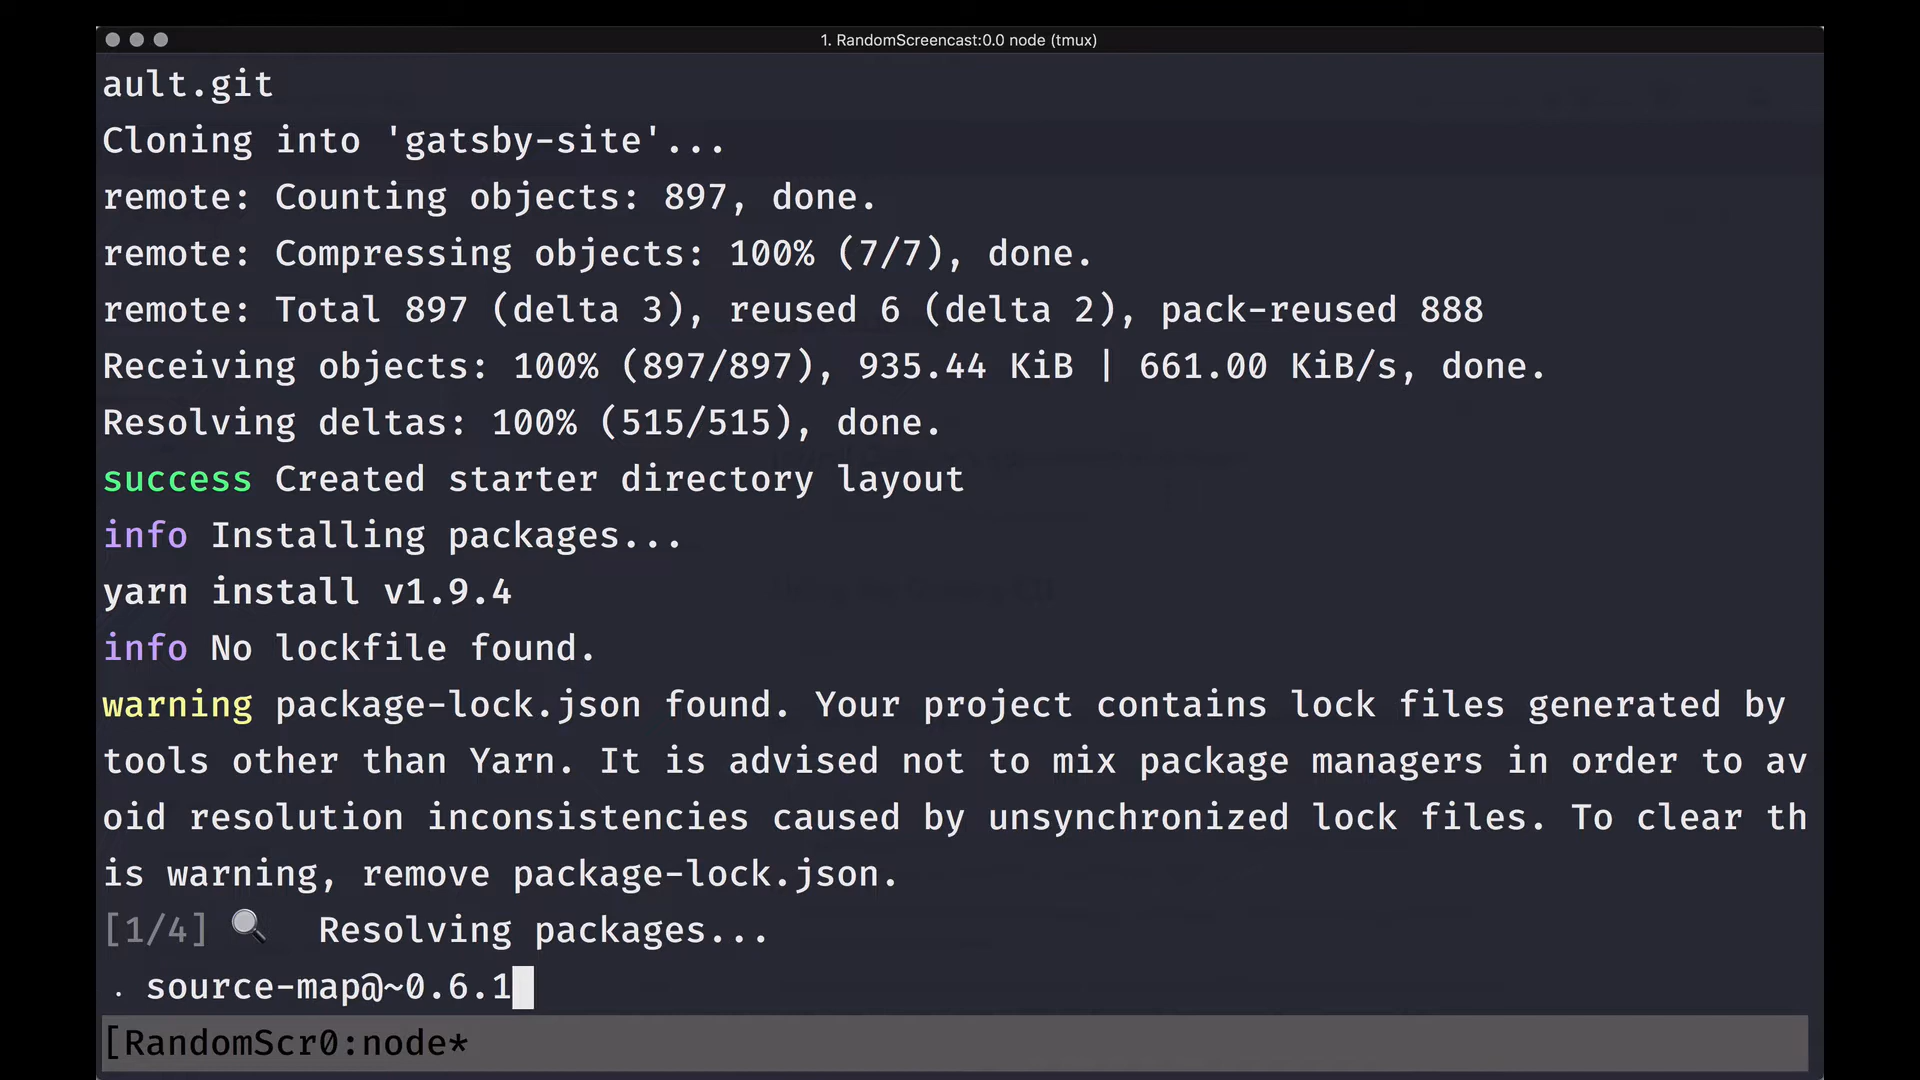 1. RandomScreencast:0.0 node (tmux)
ault.git
Cloning into 'gatsby-site'...
remote: Counting objects: 897, done.
remote: Compressing objects: 100% (7/7), done.
remote: Total 897 (delta 3), reused 6 (delta 2), pack-reused 888
Receiving objects: 100% (897/897), 935.44 KiB | 661.00 KiB/s, done.
Resolving deltas: 100% (515/515), done.
success Created starter directory layout
info Installing packages...
yarn install v1.9.4
info No lockfile found.
warning package-lock.json found. Your project contains lock files generated by
tools other than Yarn. It is advised not to mix package managers in order to av
oid resolution inconsistencies caused by unsynchronized lock files. To clear th
is warning, remove package-lock.json.
[1/4] 🔍 Resolving packages...
. source-map@~0.6.1
[RandomScr0:node*